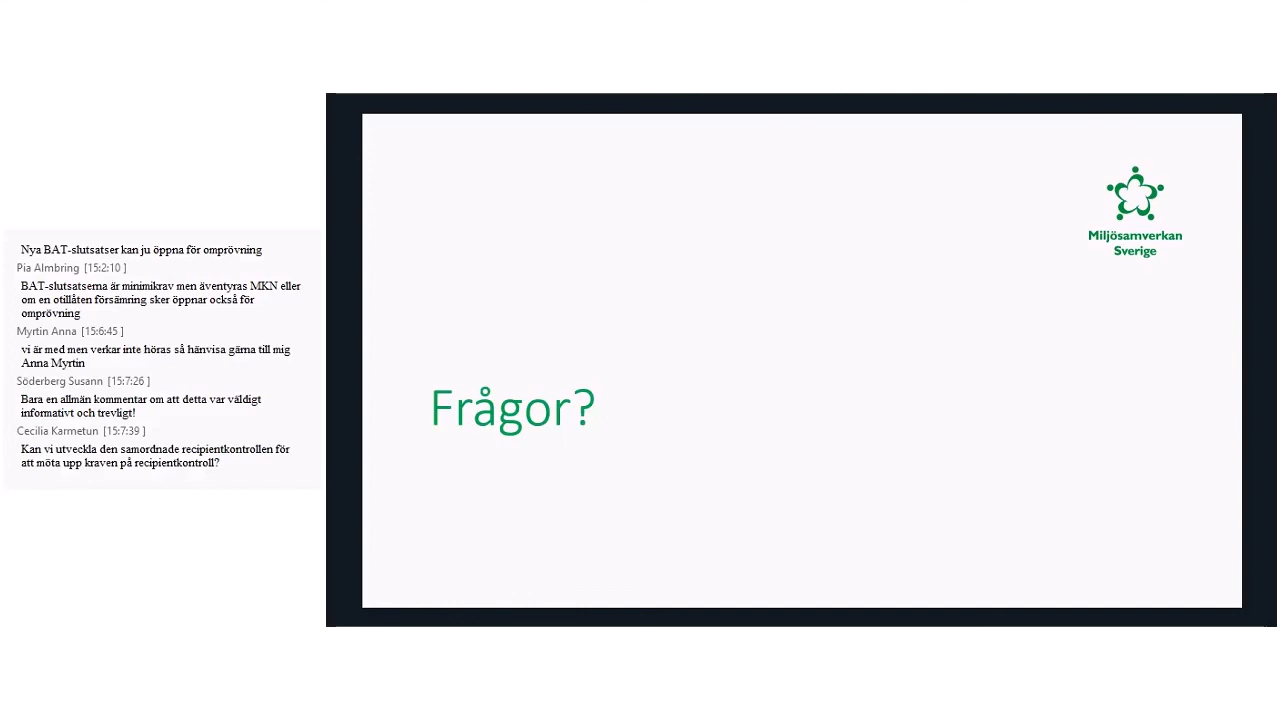 Nya BAT-slutsatser kan ju öppna för omprövning
Pia Almbring [15:2:10 ]
BAT-slutsatserna är minimikrav men äventyras MKN eller
om en otillåten försämring sker öppnar också för
omprövning
Myrtin Anna [15:6:45 ]
vi är med men verkar inte höras så hänvisa gärna till mig
Anna Myrtin
Söderberg Susann [15:7:26 ]
Bara en allmän kommentar om att detta var väldigt
informativt och trevligt!
Cecilia Karmetun [15:7:39 ]
Kan vi utveckla den samordnade recipientkontrollen för
att möta upp kraven på recipientkontroll?
Miljösamverkan
Sverige
Frågor?